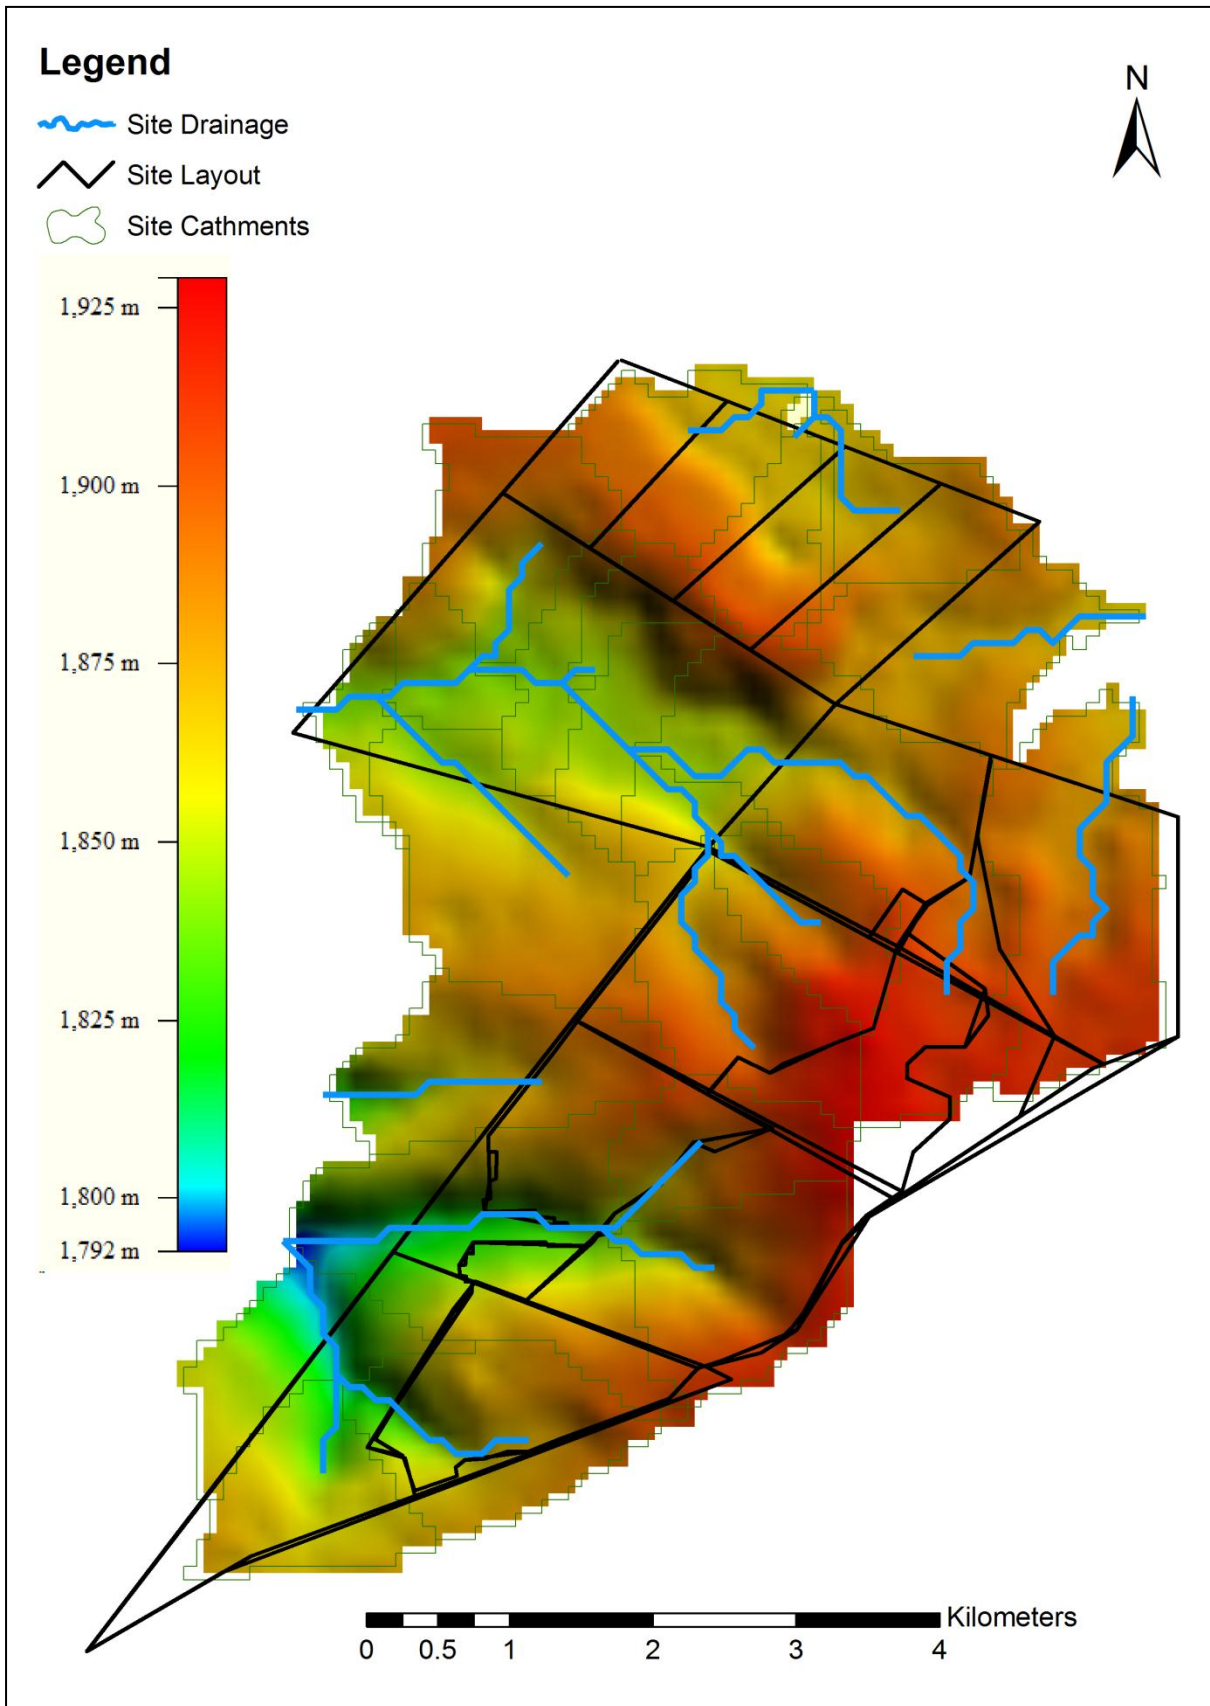 Legend
N
Site Drainage
Site Layout
Site Cathments
1,925 m
1,900 m
1,875 m
1,850 m
1,825 m
1,800 m
1,792 m
Kilometers
0 0.5 1 2 3 4